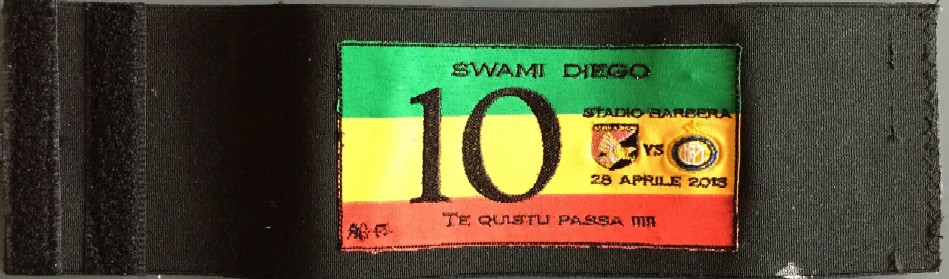 SWAMI DIEGO
10
STADIO BARBERA
VS
28 APRILE 2013
TE QUISTU PASSA